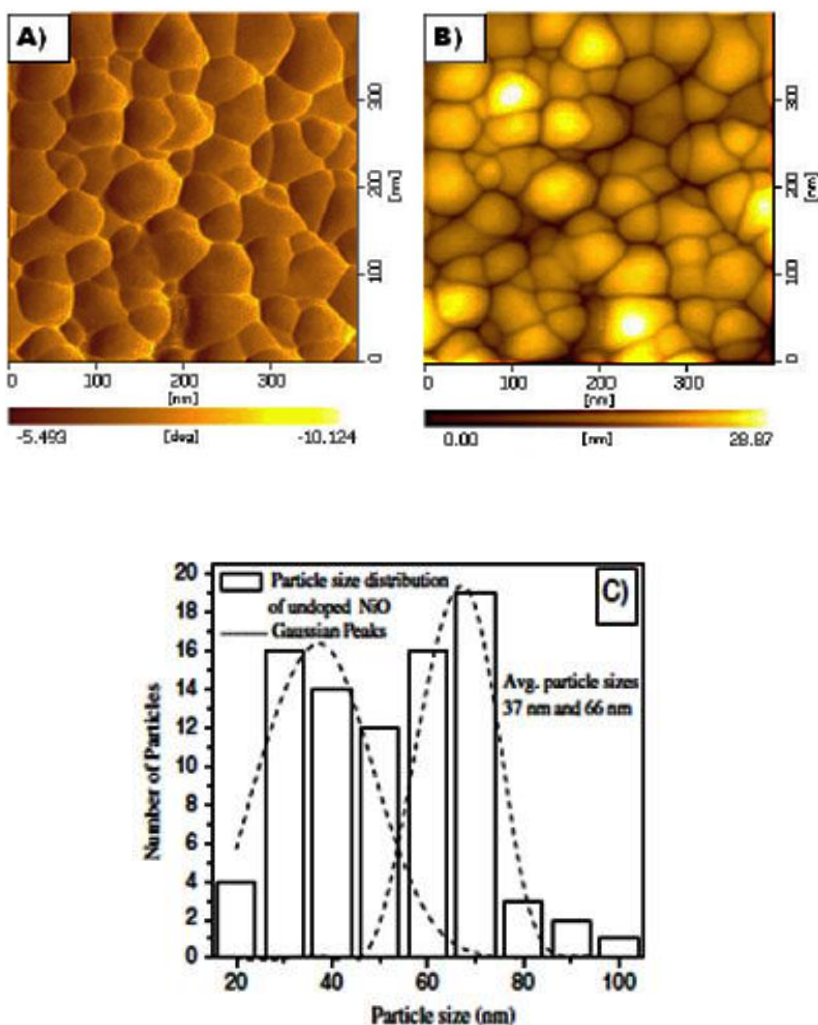 A)
300
200
[nm]
100
0
0 100 200 300
[nm]
-5.493 [deg] -10.124
B)
300
200
[nm]
100
0
0 100 200 300
[nm]
0.00 [nm] 28.87
C)
Particle size distribution
of undoped NiO
Gaussian Peaks
Avg. particle sizes
37 nm and 66 nm
Number of Particles
20
18
16
14
12
10
8
6
4
2
0
20 40 60 80 100
Particle size (nm)